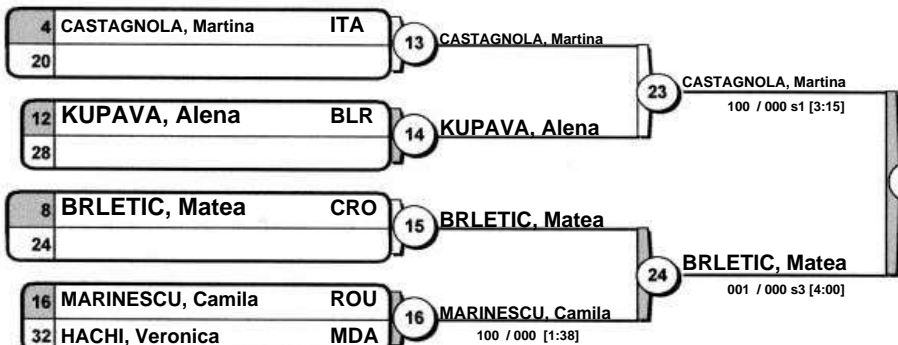 4 CASTAGNOLA, Martina ITA
20
13 CASTAGNOLA, Martina
12 KUPAVA, Alena BLR
28
14 KUPAVA, Alena
23 CASTAGNOLA, Martina
100 / 000 s1 [3:15]
8 BRLETIC, Matea CRO
24
15 BRLETIC, Matea
16 MARINESCU, Camila ROU
32 HACHI, Veronica MDA
16 MARINESCU, Camila
100 / 000 [1:38]
24 BRLETIC, Matea
001 / 000 s3 [4:00]